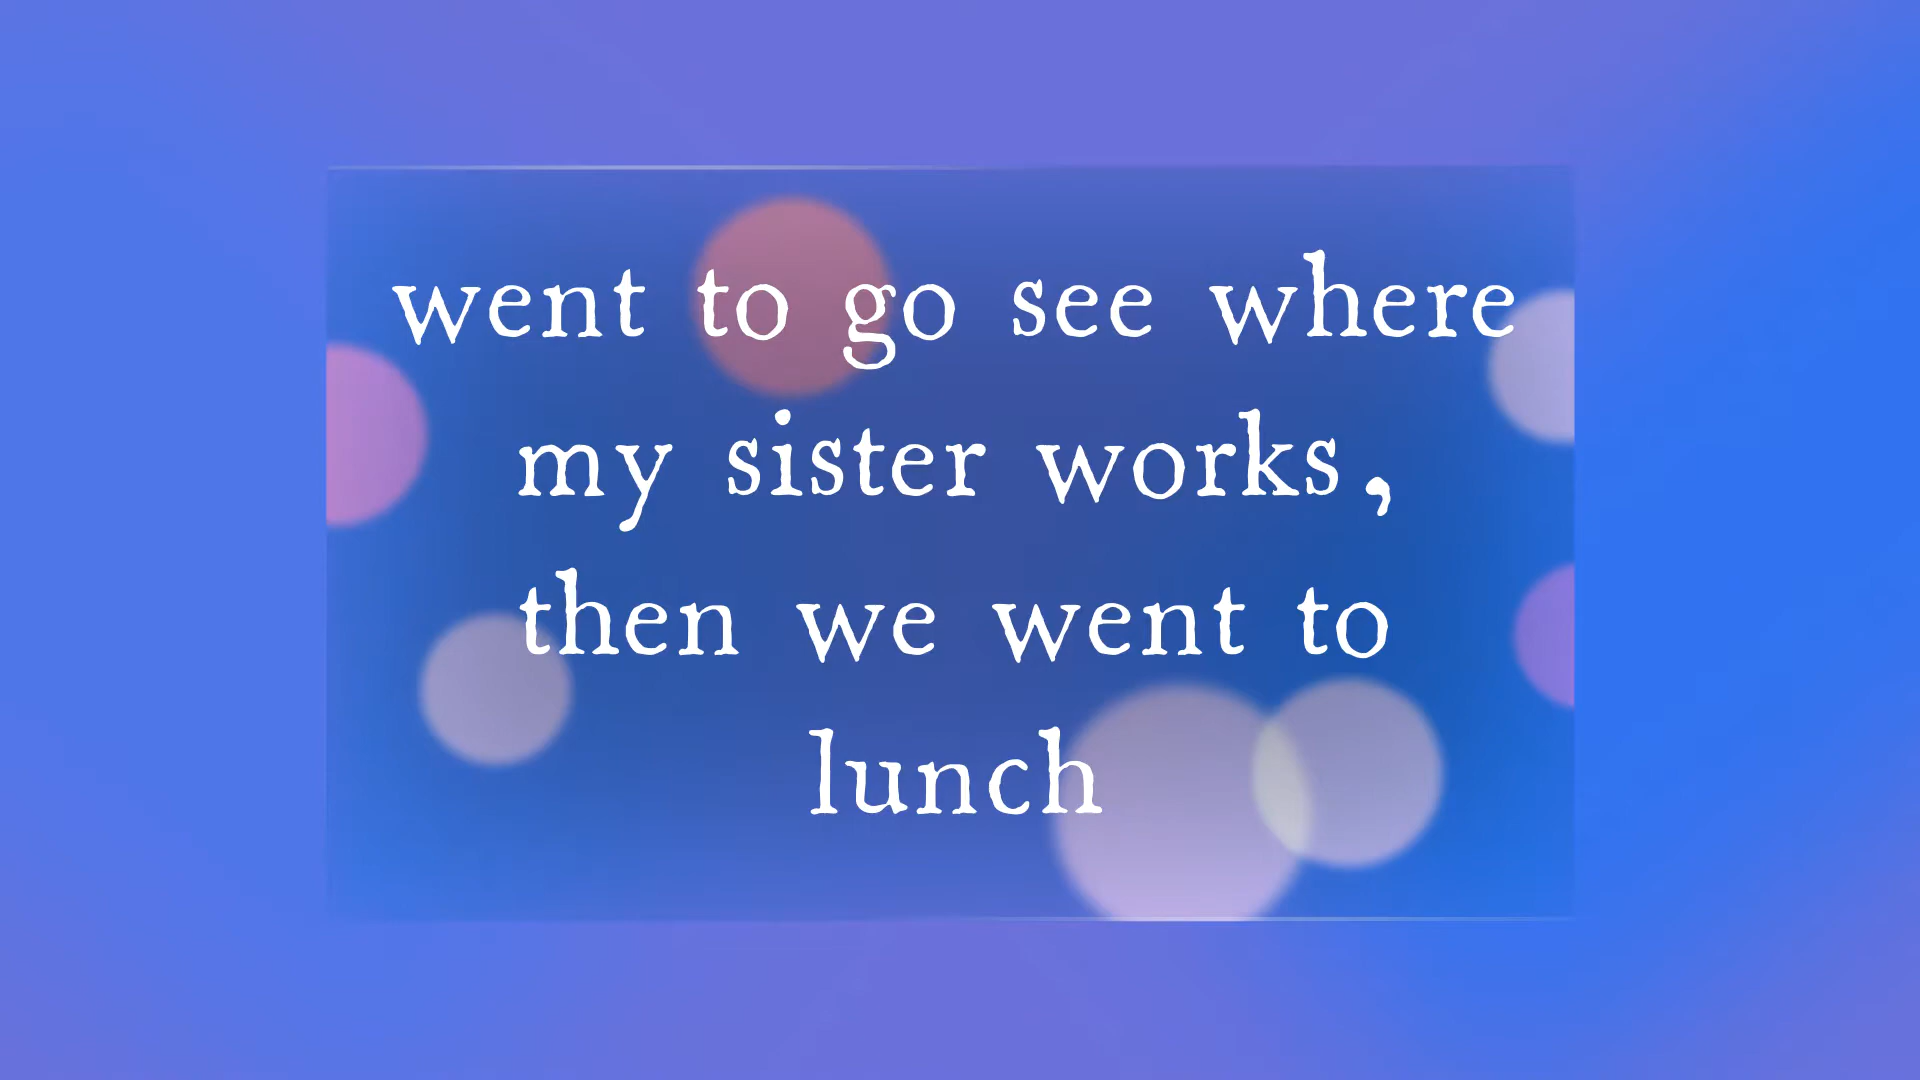 went to go see where
my sister works,
then we went to
lunch